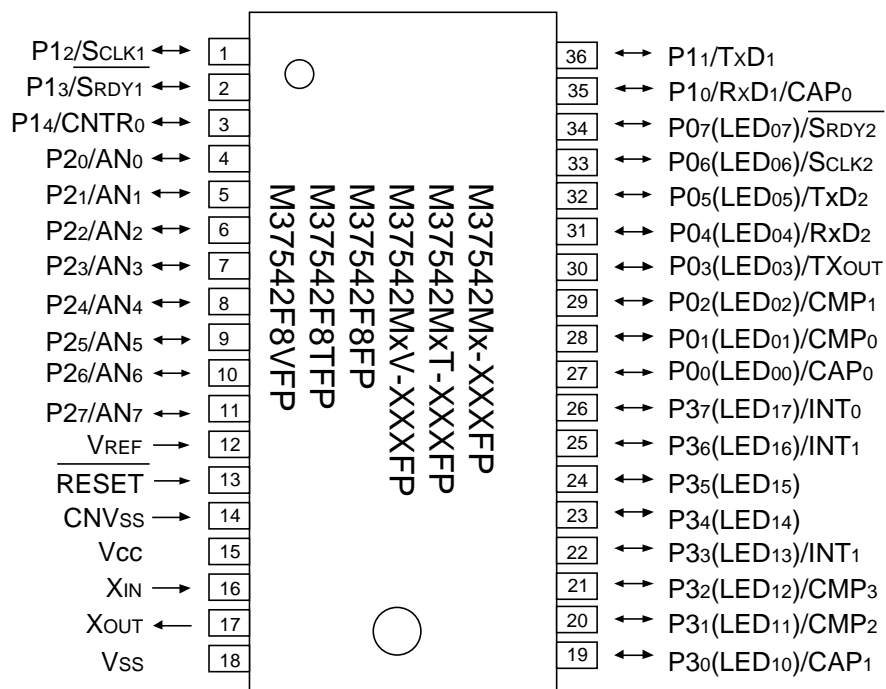 P12/SCLK1
P13/SRDY1
P14/CNTR0
P20/AN0
P21/AN1
P22/AN2
P23/AN3
P24/AN4
P25/AN5
P26/AN6
P27/AN7
VREF
RESET
CNVSS
VCC
XIN
XOUT
VSS
1
2
3
4
5
6
7
8
9
10
11
12
13
14
15
16
17
18
M37542Mx-XXXFP
M37542MxT-XXXFP
M37542MxV-XXXFP
M37542F8FP
M37542F8TFP
M37542F8VFP
36
35
34
33
32
31
30
29
28
27
26
25
24
23
22
21
20
19
P11/TXD1
P10/RXD1/CAP0
P07(LED07)/SRDY2
P06(LED06)/SCLK2
P05(LED05)/TxD2
P04(LED04)/RxD2
P03(LED03)/TXOUT
P02(LED02)/CMP1
P01(LED01)/CMP0
P00(LED00)/CAP0
P37(LED17)/INT0
P36(LED16)/INT1
P35(LED15)
P34(LED14)
P33(LED13)/INT1
P32(LED12)/CMP3
P31(LED11)/CMP2
P30(LED10)/CAP1